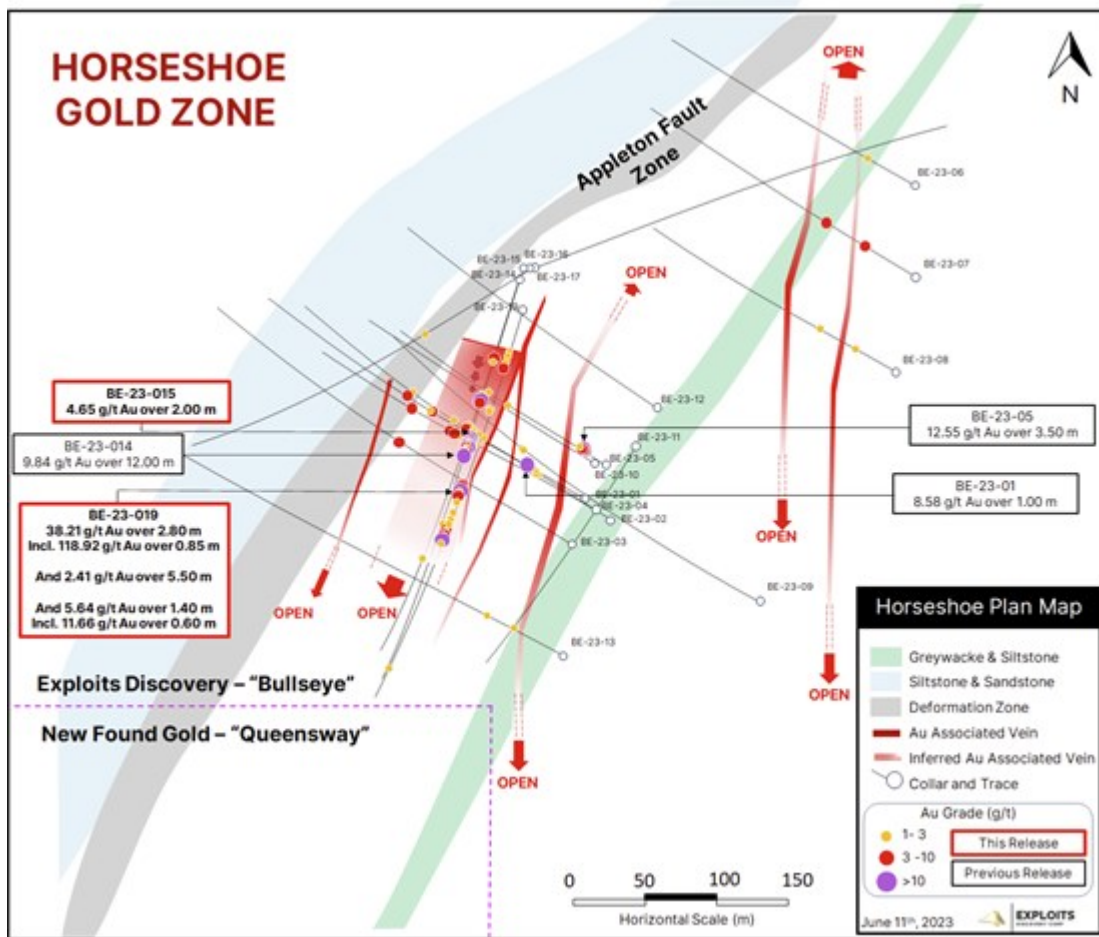 HORSESHOE
GOLD ZONE
Appleton Fault
Zone
N
OPEN
BE-23-06
BE-23-07
BE-23-08
BE-23-15
BE-23-16
BE-23-14
BE-23-17
OPEN
BE-23-12
BE-23-11
BE-23-05
BE-23-10
BE-23-01
BE-23-04
BE-23-02
BE-23-03
BE-23-09
BE-23-13
BE-23-015
4.65 g/t Au over 2.00 m
BE-23-014
9.84 g/t Au over 12.00 m
BE-23-019
38.21 g/t Au over 2.80 m
Incl. 118.92 g/t Au over 0.85 m
And 2.41 g/t Au over 5.50 m
And 5.64 g/t Au over 1.40 m
Incl. 11.66 g/t Au over 0.60 m
BE-23-05
12.55 g/t Au over 3.50 m
BE-23-01
8.58 g/t Au over 1.00 m
OPEN
OPEN
OPEN
OPEN
OPEN
Exploits Discovery – “Bullseye”
New Found Gold – “Queensway”
0 50 100 150
Horizontal Scale (m)
Horseshoe Plan Map
Greywacke & Siltstone
Siltstone & Sandstone
Deformation Zone
Au Associated Vein
Inferred Au Associated Vein
Collar and Trace
Au Grade (g/t)
1- 3
3 -10
>10
This Release
Previous Release
June 11th, 2023
EXPLOITS